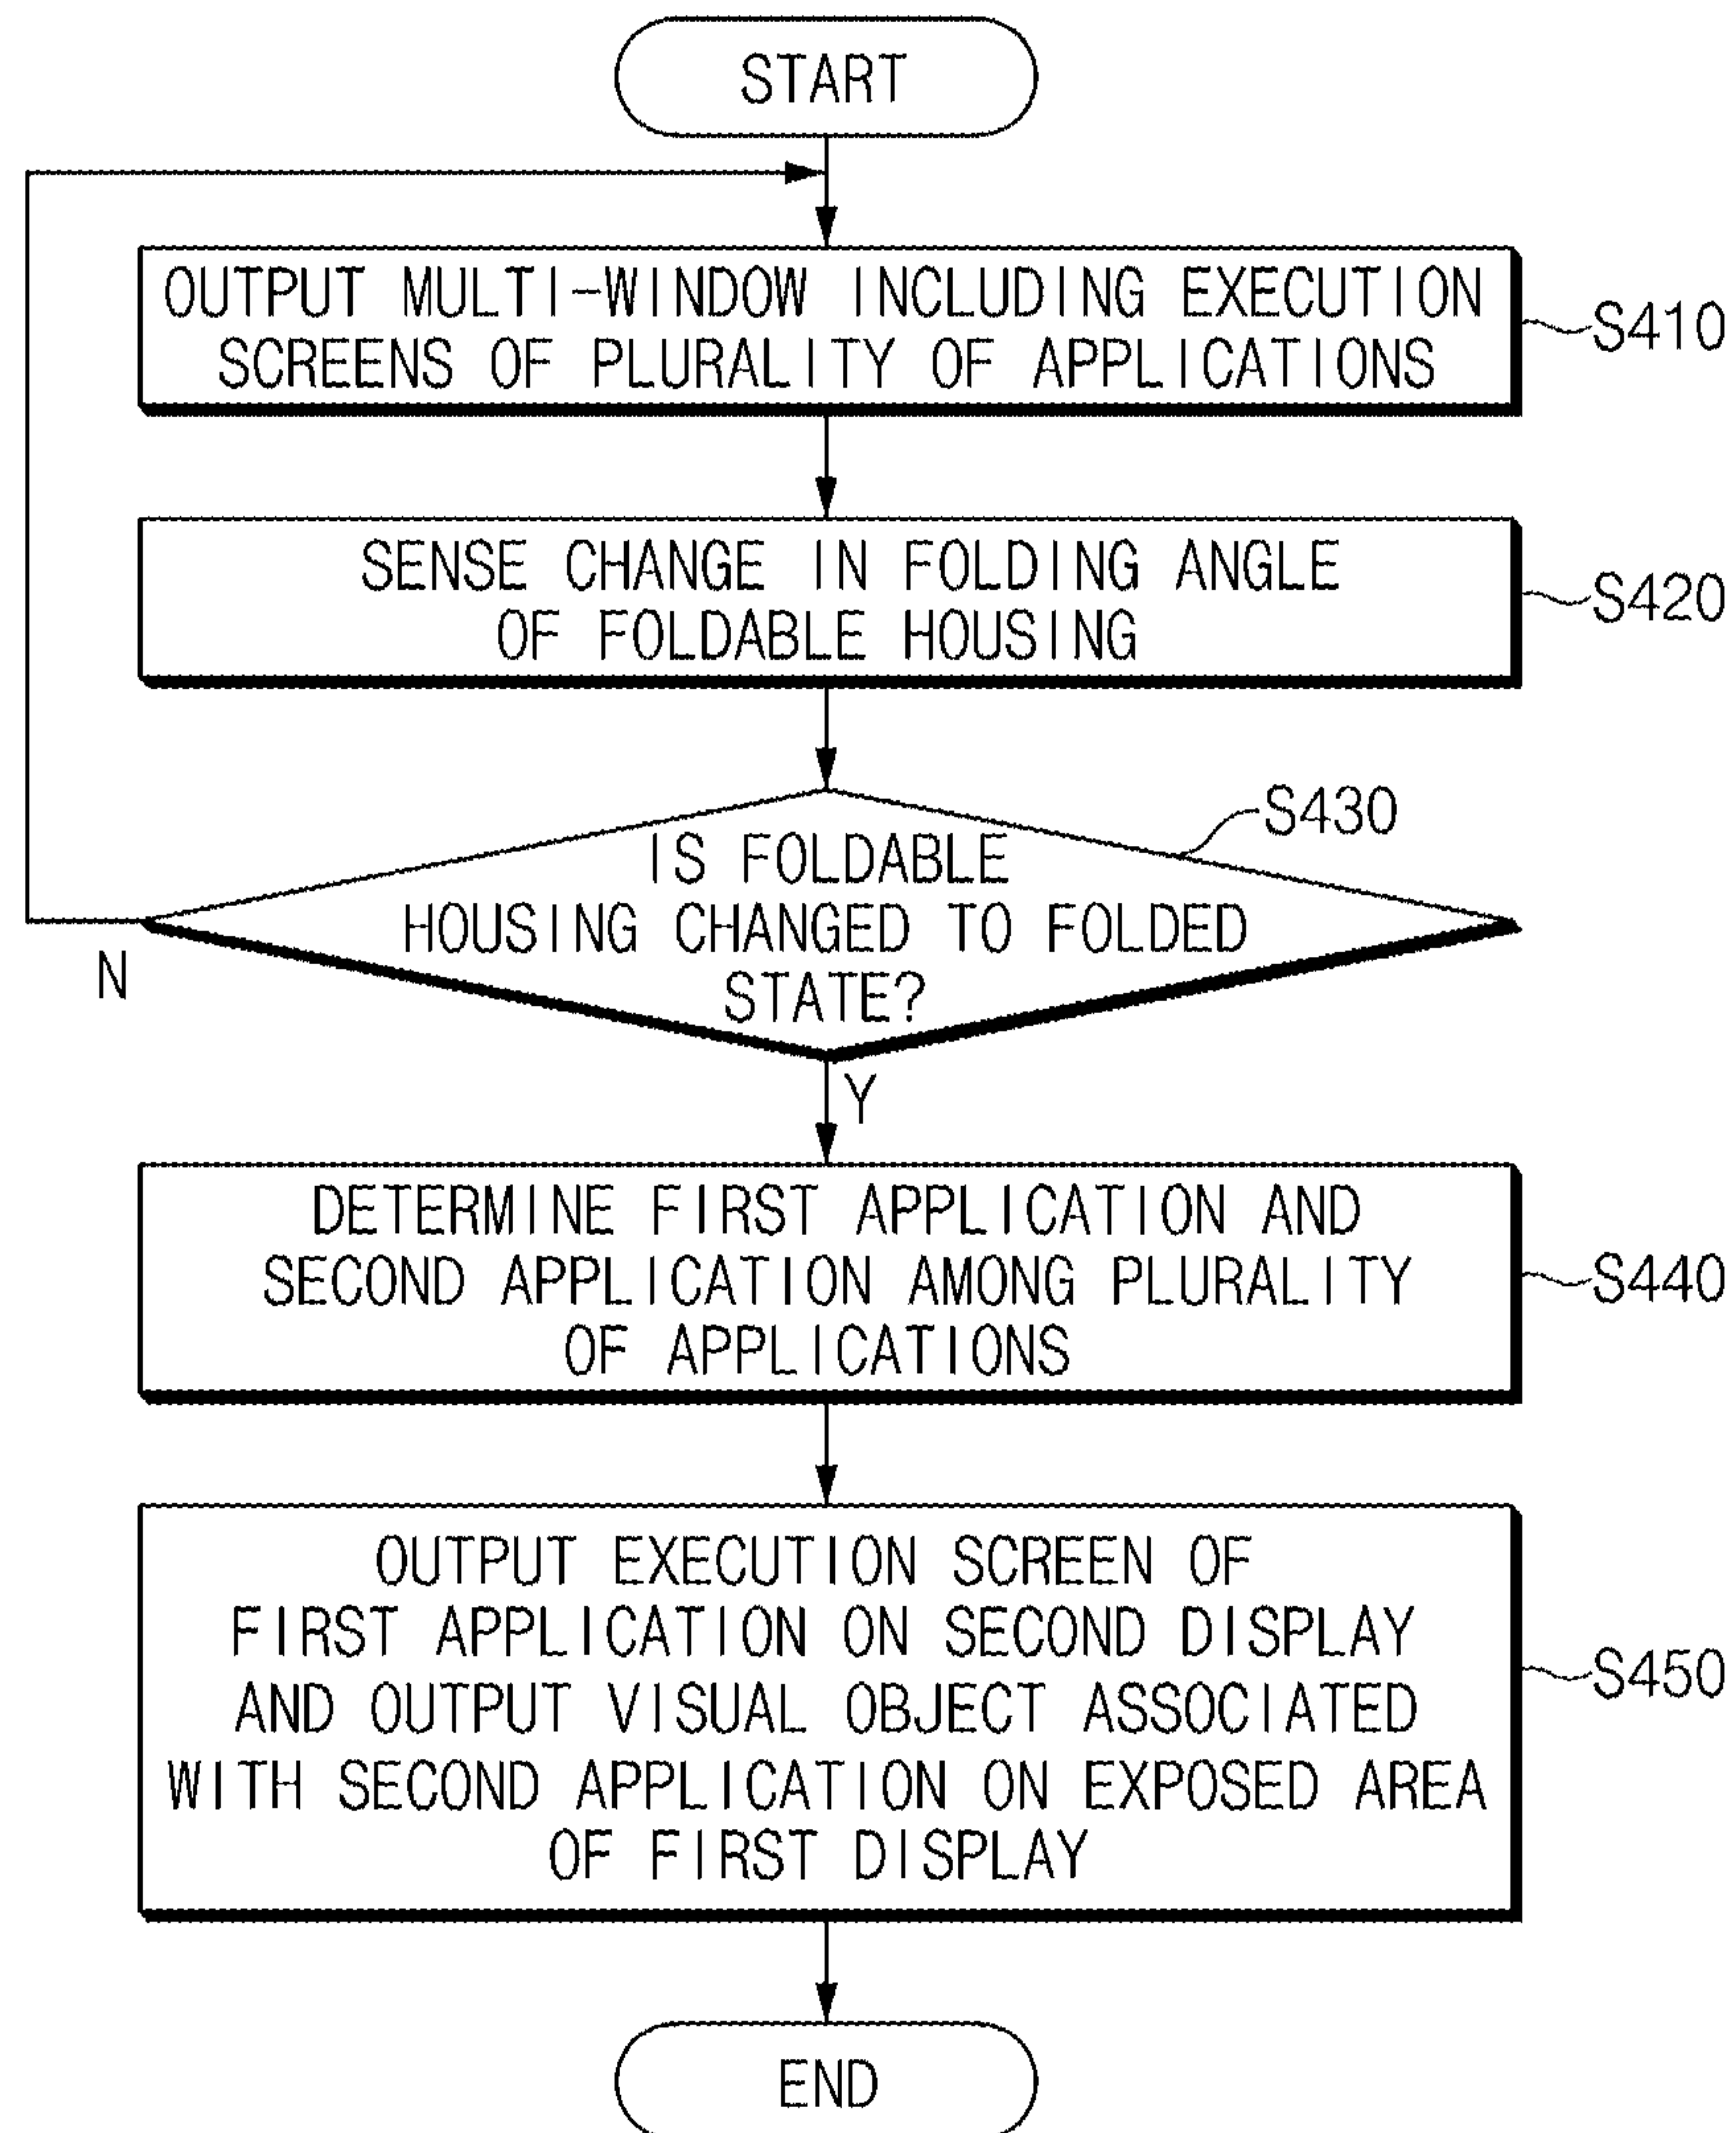 START
OUTPUT MULTI-WINDOW INCLUDING EXECUTION
SCREENS OF PLURALITY OF APPLICATIONS
S410
SENSE CHANGE IN FOLDING ANGLE
OF FOLDABLE HOUSING
S420
S430
IS FOLDABLE
HOUSING CHANGED TO FOLDED
STATE?
N
Y
DETERMINE FIRST APPLICATION AND
SECOND APPLICATION AMONG PLURALITY
OF APPLICATIONS
S440
OUTPUT EXECUTION SCREEN OF
FIRST APPLICATION ON SECOND DISPLAY
AND OUTPUT VISUAL OBJECT ASSOCIATED
WITH SECOND APPLICATION ON EXPOSED AREA
OF FIRST DISPLAY
S450
END